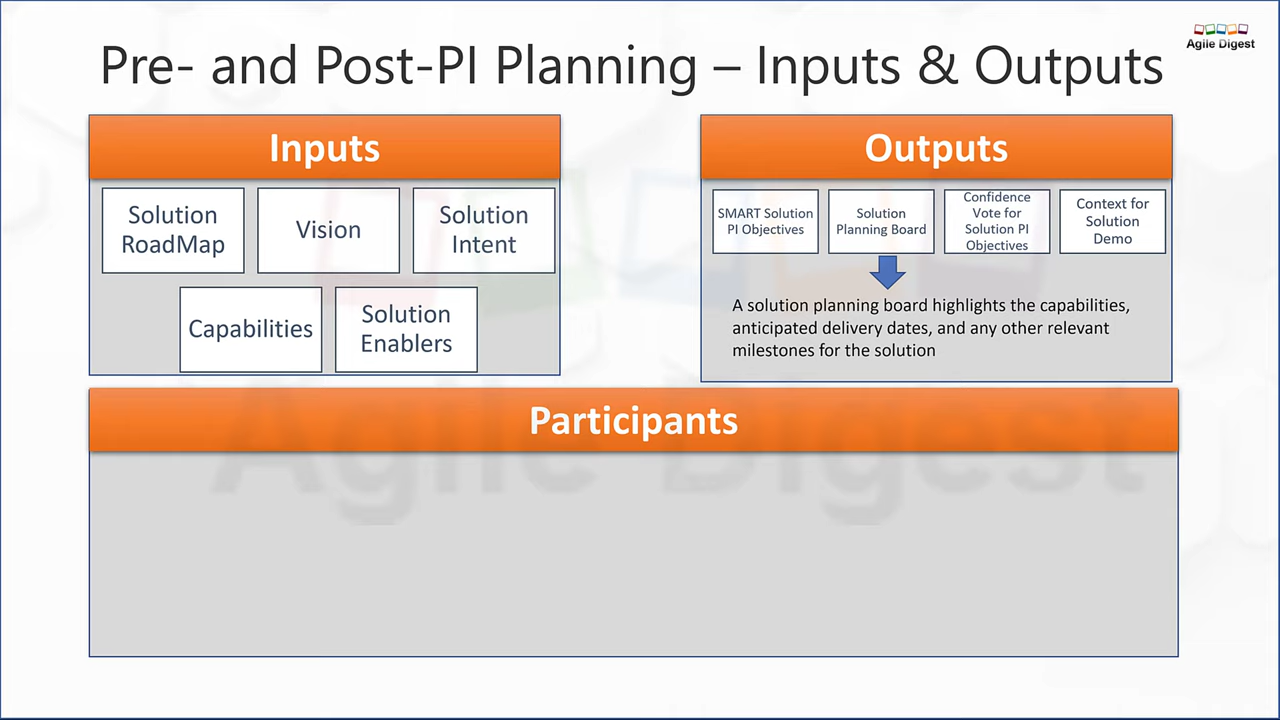 Agile Digest
Pre- and Post-PI Planning – Inputs & Outputs
Inputs
Solution
RoadMap
Vision
Solution
Intent
Capabilities
Solution
Enablers
Outputs
SMART Solution
PI Objectives
Solution
Planning Board
Confidence
Vote for
Solution PI
Objectives
Context for
Solution
Demo
A solution planning board highlights the capabilities,
anticipated delivery dates, and any other relevant
milestones for the solution
Participants
Agile Digest